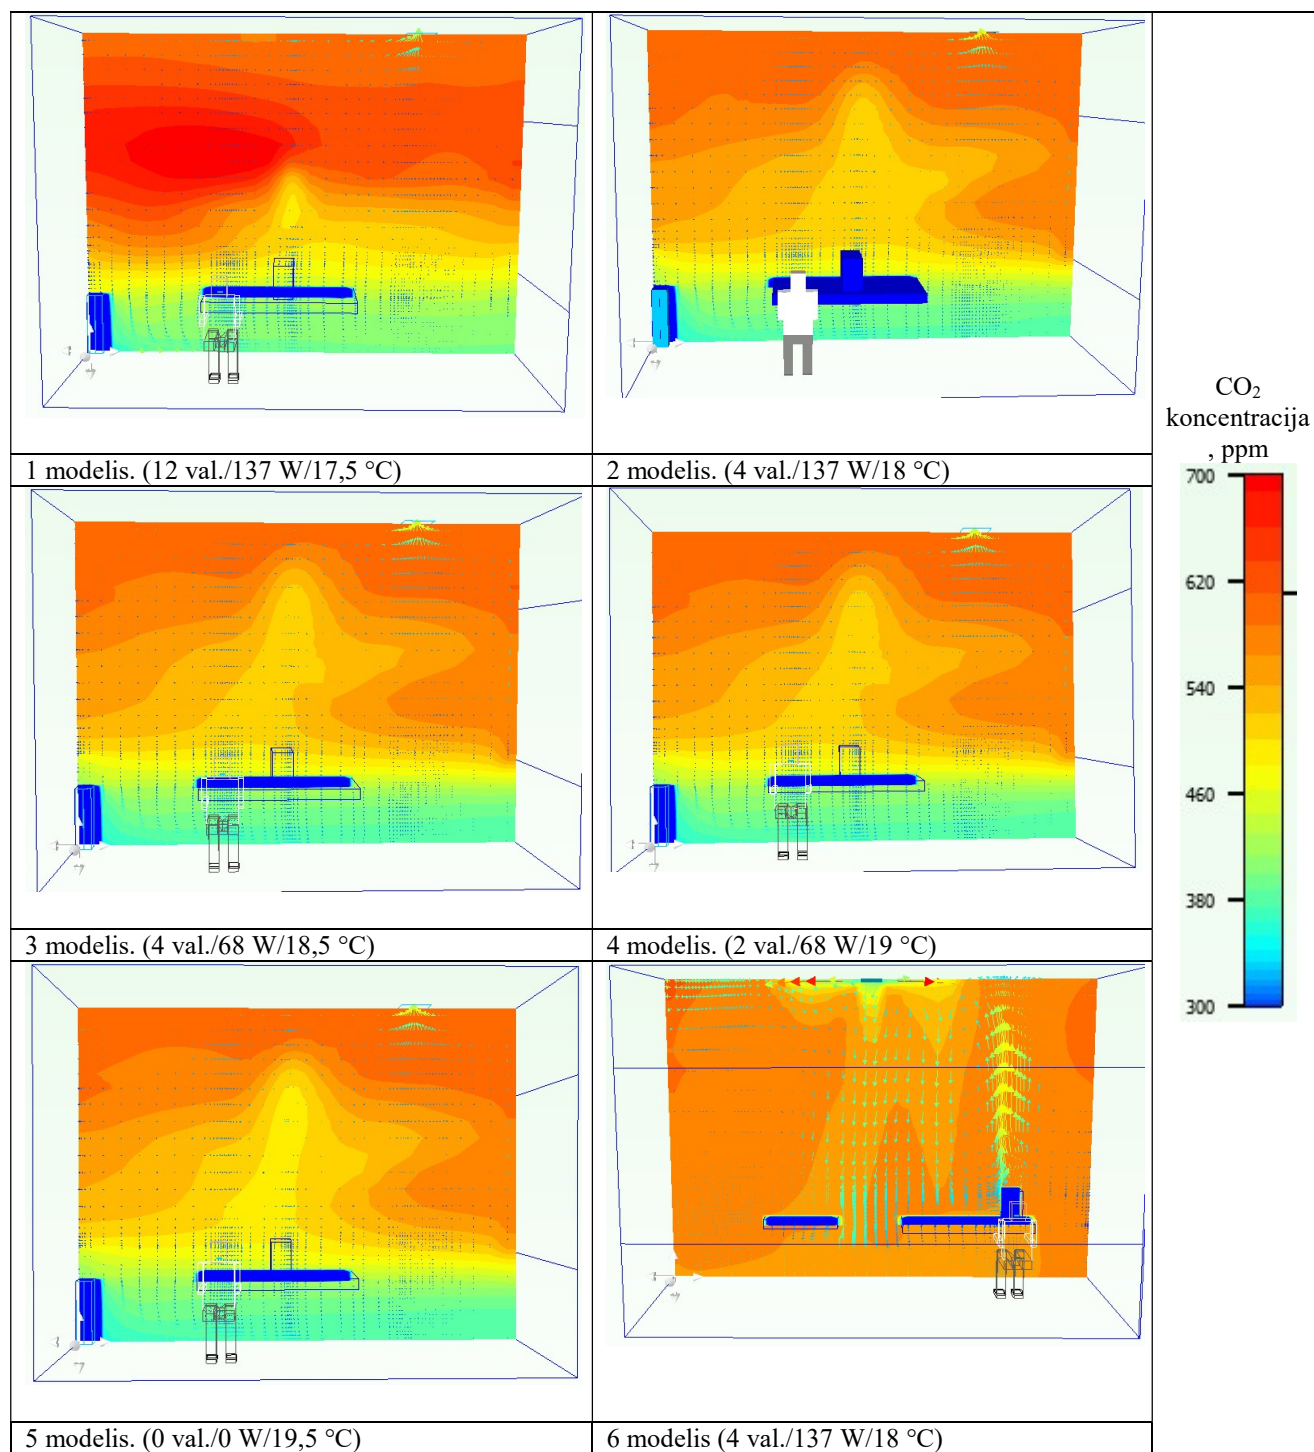 1 modelis. (12 val./137 W/17,5 °C)
2 modelis. (4 val./137 W/18 °C)
3 modelis. (4 val./68 W/18,5 °C)
4 modelis. (2 val./68 W/19 °C)
5 modelis. (0 val./0 W/19,5 °C)
6 modelis (4 val./137 W/18 °C)
CO₂
koncentracija
, ppm
700
620
540
460
380
300